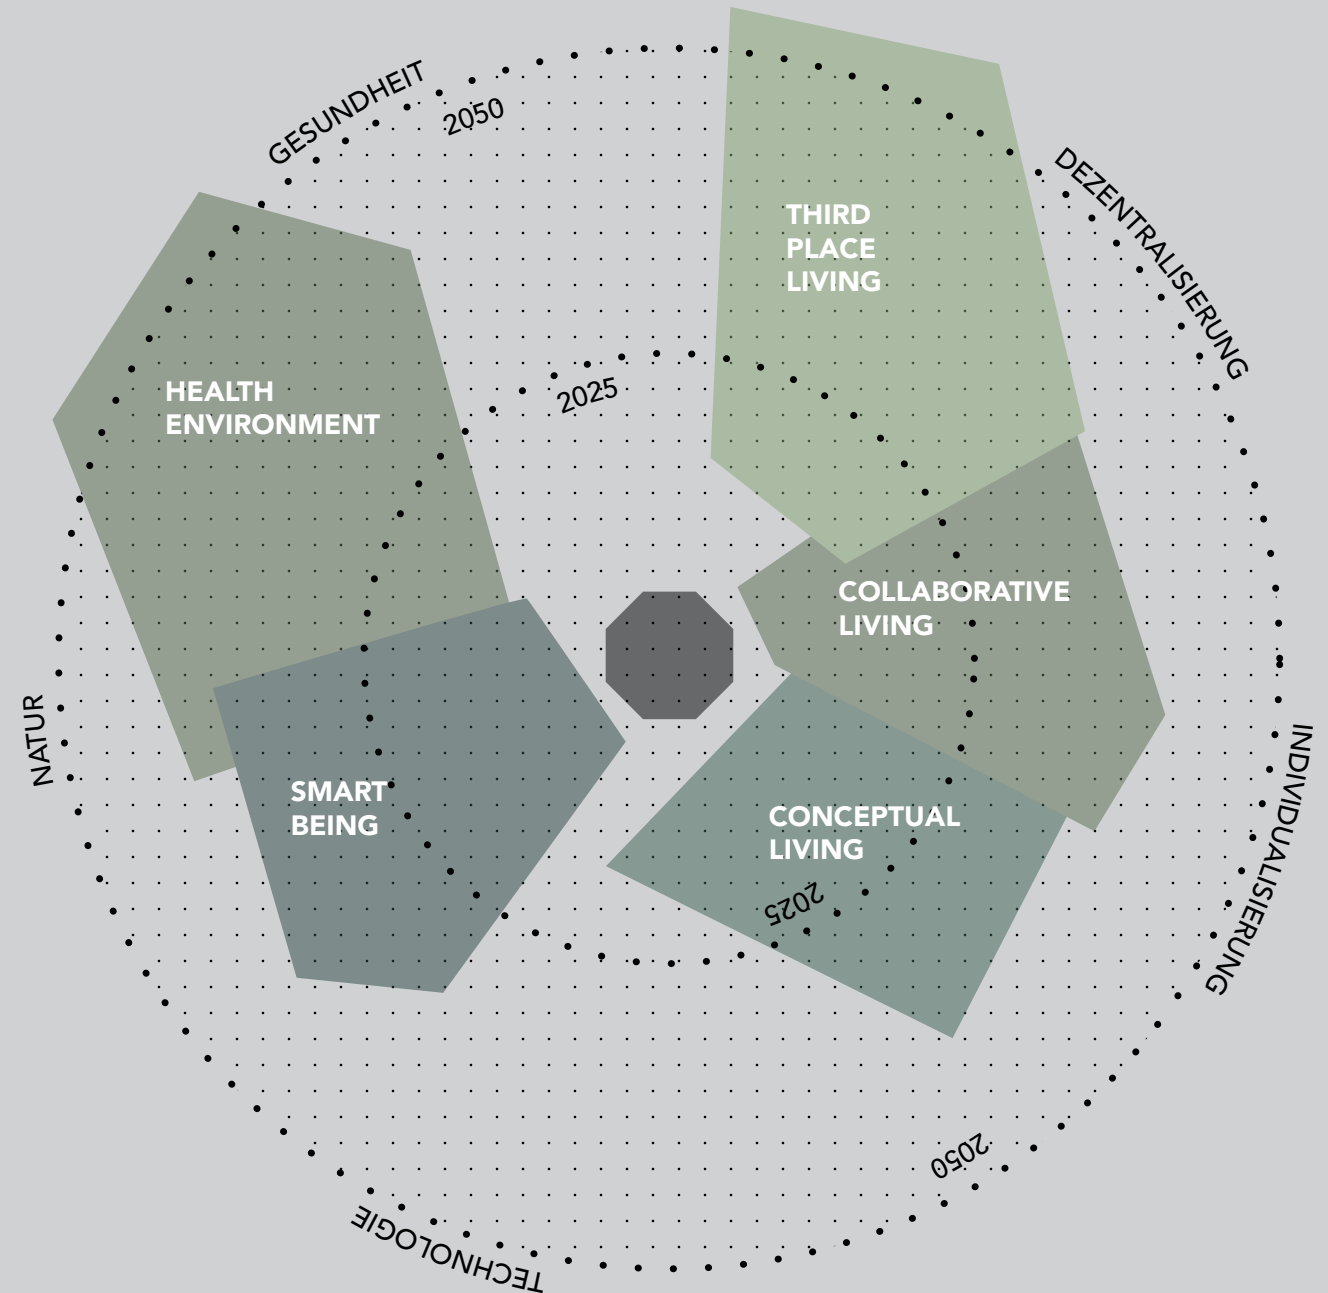 GESUNDHEIT
2050
DEZENTRALISIERUNG
THIRD
PLACE
LIVING
2025
HEALTH
ENVIRONMENT
COLLABORATIVE
LIVING
NATUR
INDIVIDUALISIERUNG
SMART
BEING
CONCEPTUAL
LIVING
2025
2050
TECHNOLOGIE